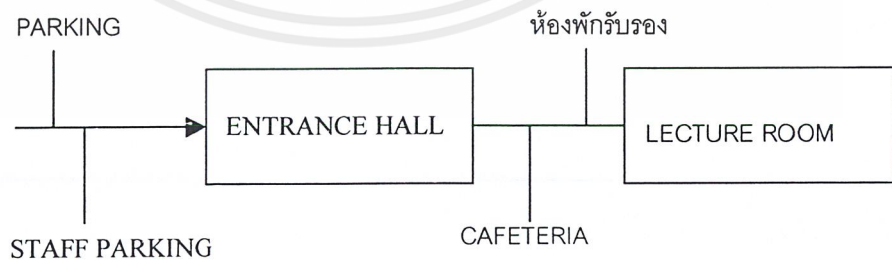 PARKING
ห้องพักรับรอง
ENTRANCE HALL
LECTURE ROOM
STAFF PARKING
CAFETERIA